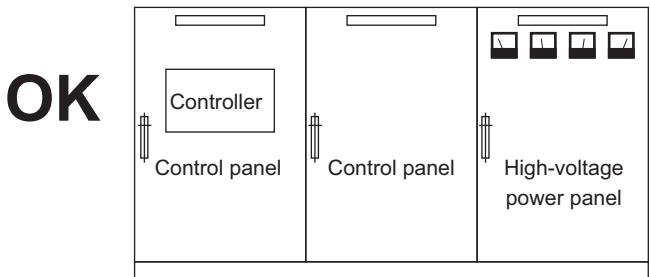 OK
Controller
Control panel
Control panel
High-voltage
power panel